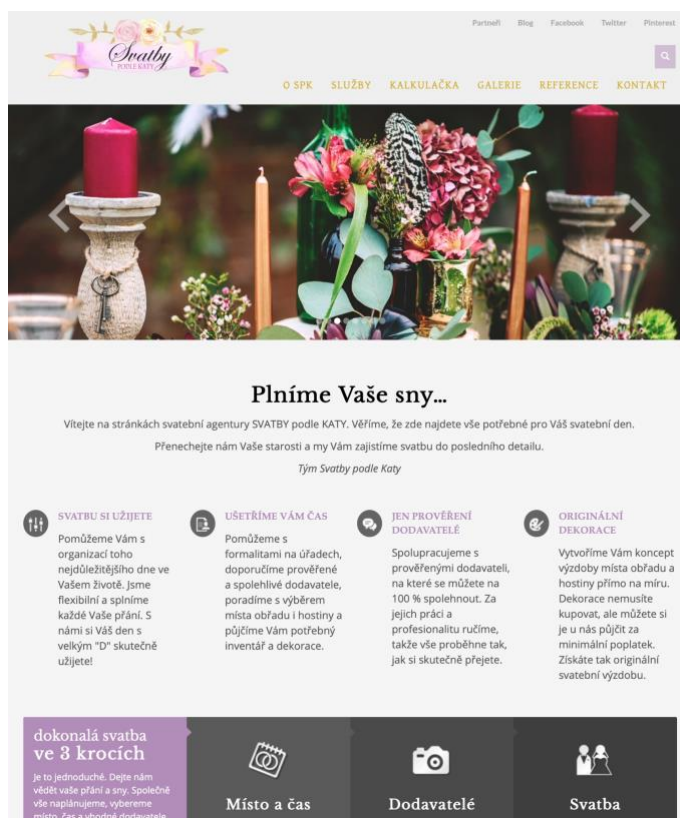 Partneři Blog Facebook Twitter Pinterest
Svatby
PODLE KATY
O SPK SLUŽBY KALKULAČKA GALERIE REFERENCE KONTAKT
Plníme Vaše sny...
Vítejte na stránkách svatební agentury SVATBY podle KATY. Věříme, že zde najdete vše potřebné pro Váš svatební den.
Přenechejte nám Vaše starosti a my Vám zajistíme svatbu do posledního detailu.
Tým Svatby podle Katy
SVATBU SI UŽIJETE
Pomůžeme Vám s
organizací toho
nejdůležitějšího dne ve
Vašem životě. Jsme
flexibilní a splníme
každé Vaše přání. S
námi si Váš den s
velkým "D" skutečně
užijete!
UŠETŘÍME VÁM ČAS
Pomůžeme s
formalitami na úřadech,
doporučíme prověřené
a spolehlivé dodavatele,
poradíme s výběrem
místa obřadu i hostiny a
půjčíme Vám potřebný
inventář a dekorace.
JEN PROVĚŘENÍ
DODAVATELÉ
Spolupracujeme s
prověřenými dodavateli,
na které se můžete na
100 % spolehnout. Za
jejich práci a
profesionalitu ručíme,
takže vše proběhne tak,
jak si skutečně přejete.
ORIGINÁLNÍ
DEKORACE
Vytvoříme Vám koncept
výzdoby místa obřadu a
hostiny přímo na míru.
Dekorace nemusíte
kupovat, ale můžete si
je u nás půjčit za
minimální poplatek.
Získáte tak originální
svatební výzdobu.
dokonalá svatba
ve 3 krocích
Je to jednoduché. Dejte nám
vědět vaše přání a sny. Společně
vše naplánujeme, vybereme
místo, čas a vhodné dodavatele
Místo a čas
Dodavatelé
Svatba